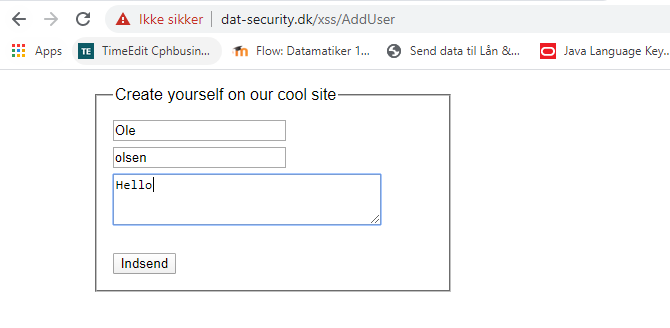 Ikke sikker | dat-security.dk/xss/AddUser
Apps TE TimeEdit Cphbusin... Flow: Datamatiker 1... Send data til Lån &... Java Language Key...
Create yourself on our cool site
Ole
olsen
Hello
Indsend